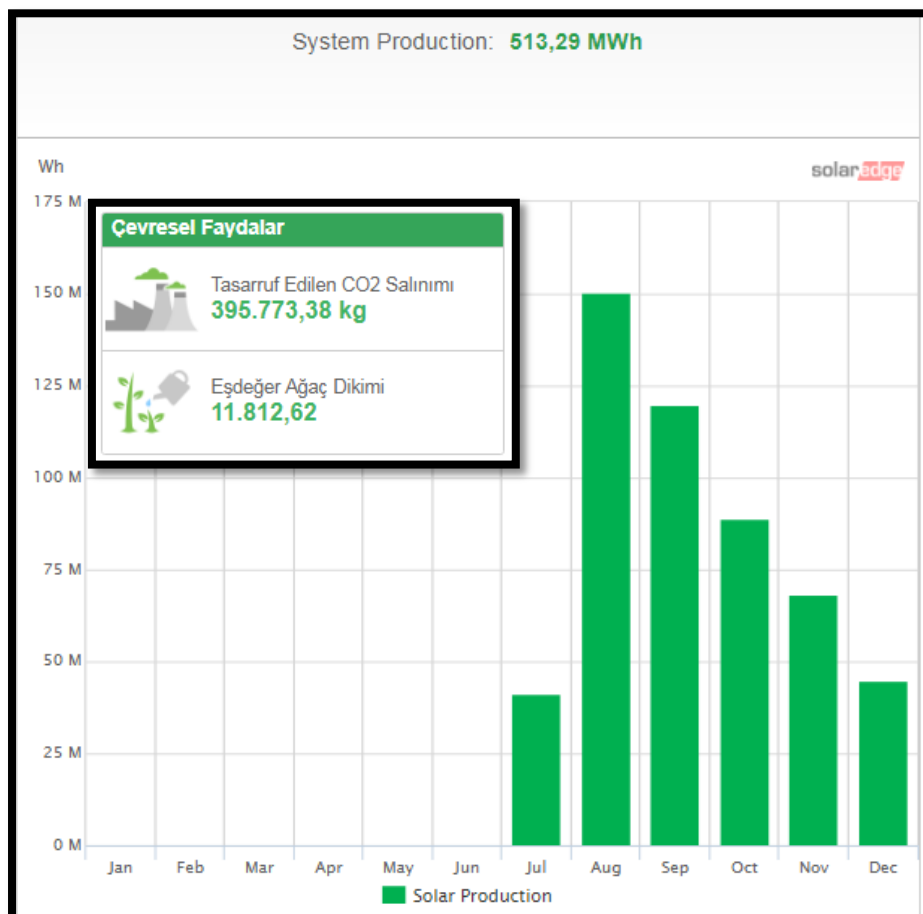 System Production: 513,29 MWh
Wh
solaredge
175 M
Çevresel Faydalar
Tasarruf Edilen CO2 Salınımı
395.773,38 kg
Eşdeğer Ağaç Dikimi
11.812,62
150 M
125 M
100 M
75 M
50 M
25 M
0 M
Jan Feb Mar Apr May Jun Jul Aug Sep Oct Nov Dec
Solar Production